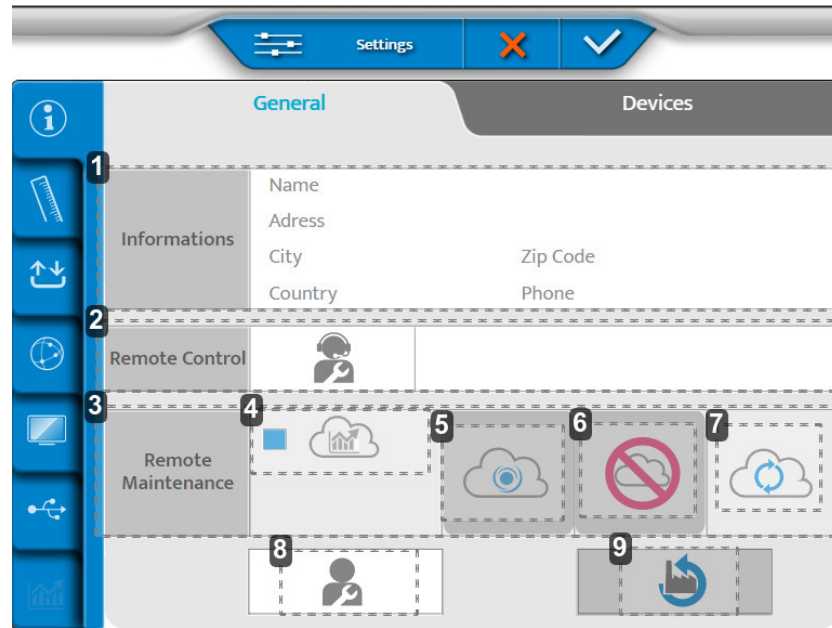 Settings
General
Devices
1
Informations
Name
Adress
City
Zip Code
Country
Phone
2
Remote Control
3
Remote
Maintenance
4
5
6
7
8
9